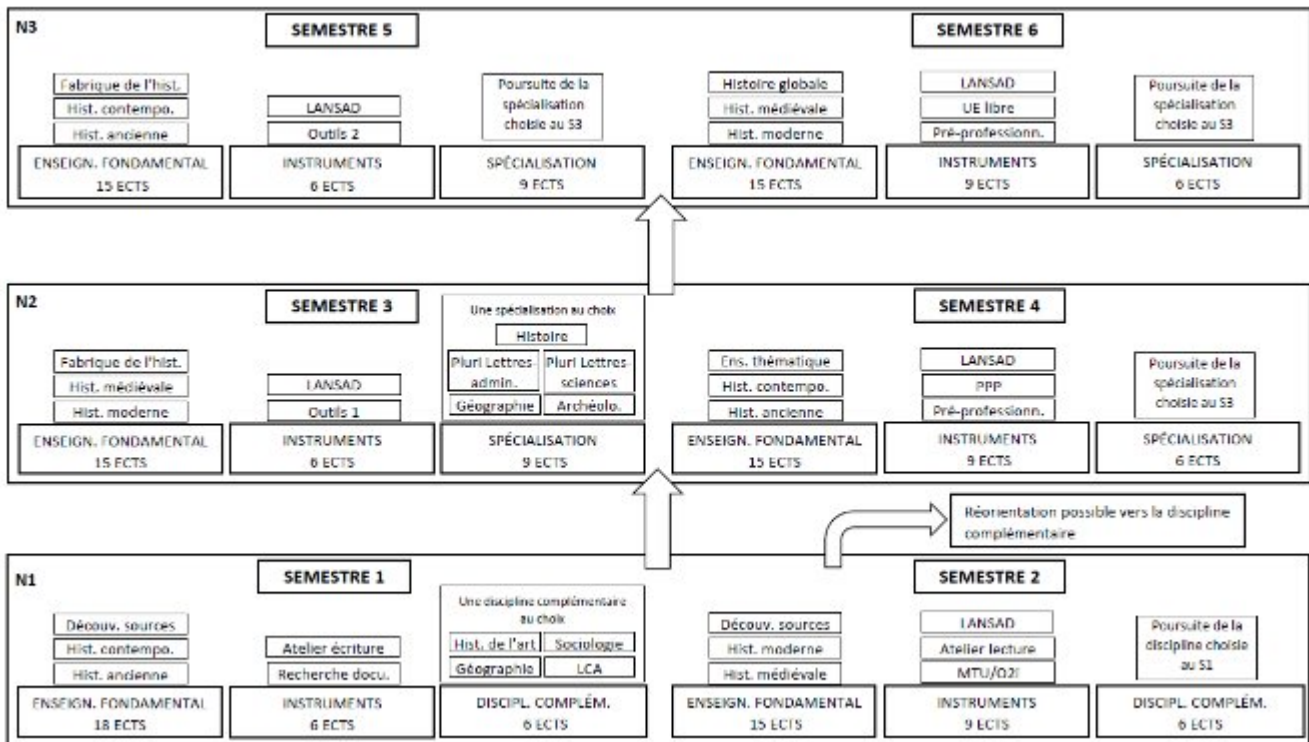 N3
SEMESTRE 5
Fabrique de l'hist.
Hist. contempo.
Hist. ancienne
ENSEIGN. FONDAMENTAL
15 ECTS
LANSAD
Outils 2
INSTRUMENTS
6 ECTS
Poursuite de la
spécialisation
choisie au S3
SPÉCIALISATION
9 ECTS
SEMESTRE 6
Histoire globale
Hist. médiévale
Hist. moderne
ENSEIGN. FONDAMENTAL
15 ECTS
LANSAD
UE libre
Pré-professionn.
INSTRUMENTS
9 ECTS
Poursuite de la
spécialisation
choisie au S3
SPÉCIALISATION
6 ECTS
N2
SEMESTRE 3
Fabrique de l'hist.
Hist. médiévale
Hist. moderne
ENSEIGN. FONDAMENTAL
15 ECTS
LANSAD
Outils 1
INSTRUMENTS
6 ECTS
Une spécialisation au choix
Histoire
Pluri Lettres-
admin.
Pluri Lettres-
sciences
Géographie
Archéolo.
SPÉCIALISATION
9 ECTS
SEMESTRE 4
Ens. thématique
Hist. contempo.
Hist. ancienne
ENSEIGN. FONDAMENTAL
15 ECTS
LANSAD
PPP
Pré-professionn.
INSTRUMENTS
9 ECTS
Poursuite de la
spécialisation
choisie au S3
SPÉCIALISATION
6 ECTS
Réorientation possible vers la discipline
complémentaire
N1
SEMESTRE 1
Découv. sources
Hist. contempo.
Hist. ancienne
ENSEIGN. FONDAMENTAL
18 ECTS
Atelier écriture
Recherche docu.
INSTRUMENTS
6 ECTS
Une discipline complémentaire
au choix
Hist. de l'art
Sociologie
Géographie
LCA
DISCIPL. COMPLÉM.
6 ECTS
SEMESTRE 2
Découv. sources
Hist. moderne
Hist. médiévale
ENSEIGN. FONDAMENTAL
15 ECTS
LANSAD
Atelier lecture
MTU/O2i
INSTRUMENTS
9 ECTS
Poursuite de la
discipline choisie
au S1
DISCIPL. COMPLÉM.
6 ECTS